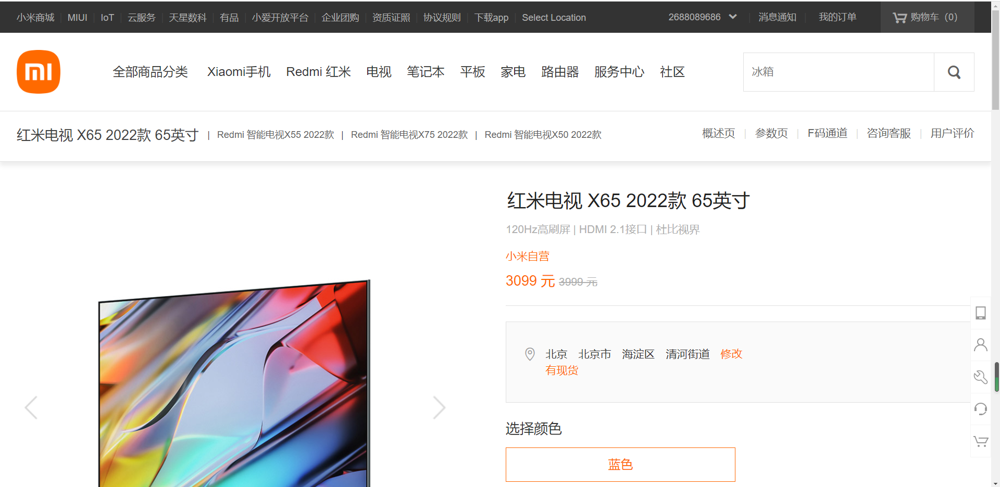 小米商城 MIUI IoT 云服务 天星数科 有品 小爱开放平台 企业团购 资质证照 协议规则 下载app Select Location 2688089686 消息通知 我的订单 购物车（0）
mi 全部商品分类 Xiaomi手机 Redmi 红米 电视 笔记本 平板 家电 路由器 服务中心 社区 冰箱
红米电视 X65 2022款 65英寸 | Redmi 智能电视X55 2022款 | Redmi 智能电视X75 2022款 | Redmi 智能电视X50 2022款 概述页 | 参数页 | F码通道 | 咨询客服 | 用户评价
红米电视 X65 2022款 65英寸
120Hz高刷屏 | HDMI 2.1接口 | 杜比视界
小米自营
3099 元 3999 元
北京 北京市 海淀区 清河街道 修改
有现货
选择颜色
蓝色